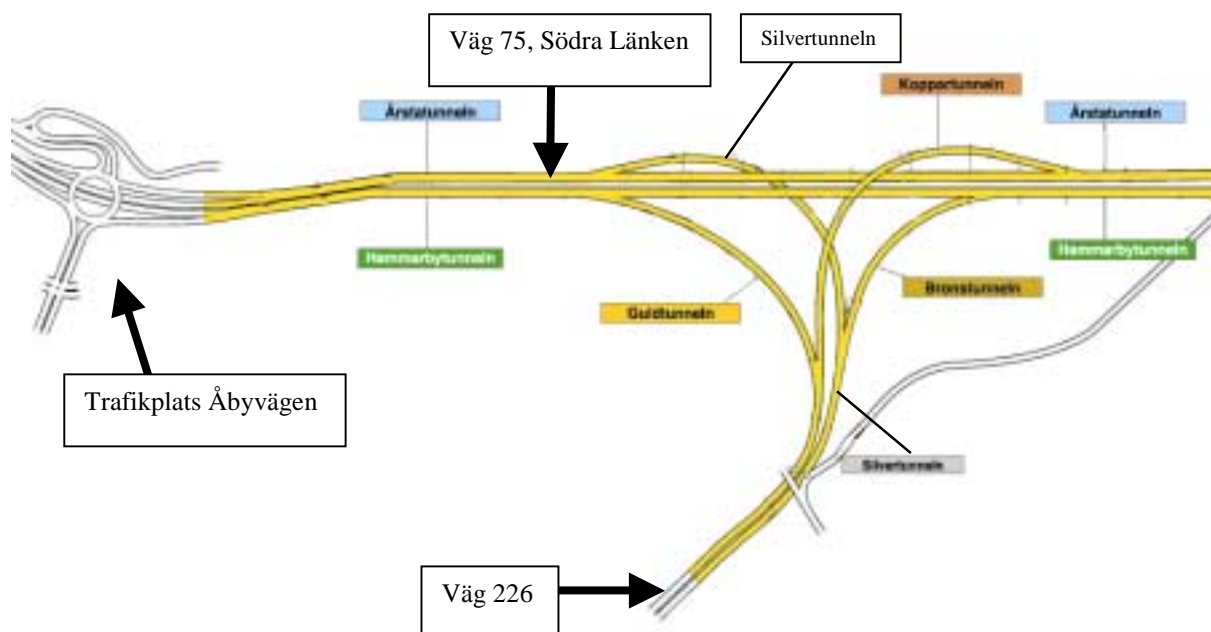 Väg 75, Södra Länken
Silvertunneln
Koppartunneln
Årstatunneln
Årstatunneln
Hammarbytunneln
Hammarbytunneln
Bronstunneln
Guldtunneln
Trafikplats Åbyvägen
Silvertunneln
Väg 226